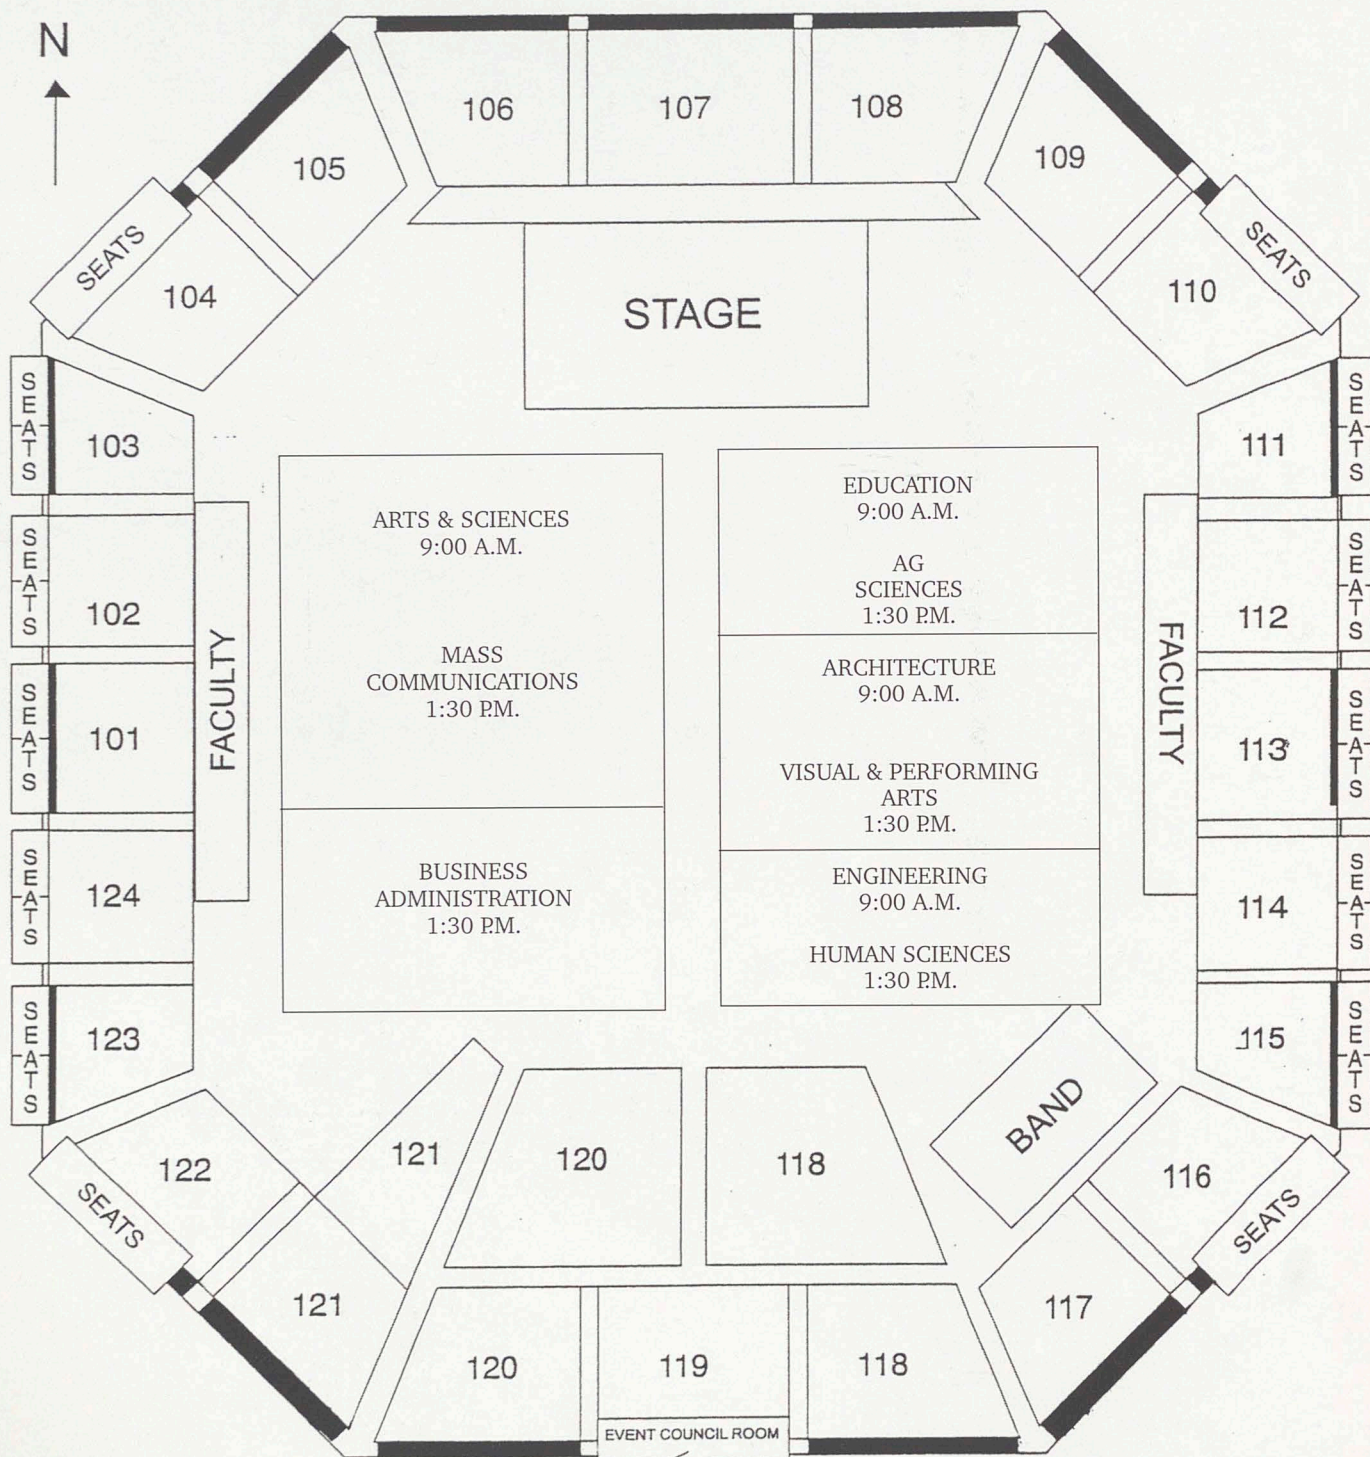 N
106
107
108
105
109
SEATS
104
110
SEATS
STAGE
SEATS
103
111
SEATS
SEATS
102
112
SEATS
SEATS
101
113
SEATS
SEATS
124
114
SEATS
SEATS
123
115
SEATS
FACULTY
ARTS & SCIENCES
9:00 A.M.
MASS
COMMUNICATIONS
1:30 P.M.
BUSINESS
ADMINISTRATION
1:30 P.M.
EDUCATION
9:00 A.M.
AG
SCIENCES
1:30 P.M.
ARCHITECTURE
9:00 A.M.
VISUAL & PERFORMING
ARTS
1:30 P.M.
ENGINEERING
9:00 A.M.
HUMAN SCIENCES
1:30 P.M.
FACULTY
122
121
120
118
BAND
116
SEATS
SEATS
121
117
120
119
118
EVENT COUNCIL ROOM